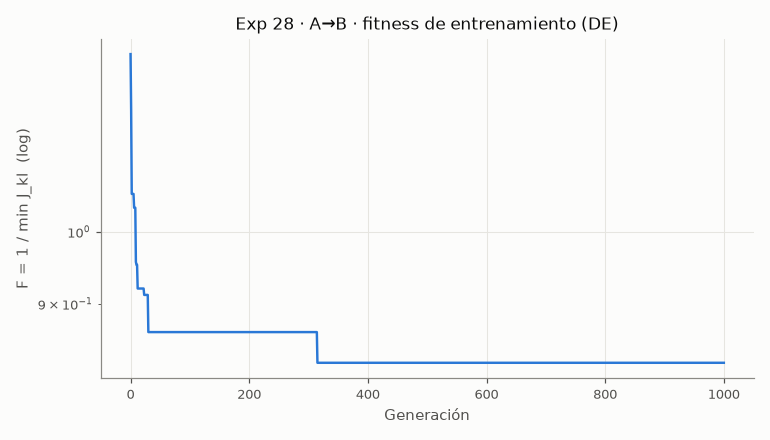 Exp 28 · A→B · fitness de entrenamiento (DE)
F = 1 / min J_kl (log)
10⁰
9 × 10⁻¹
0 200 400 600 800 1000
Generación